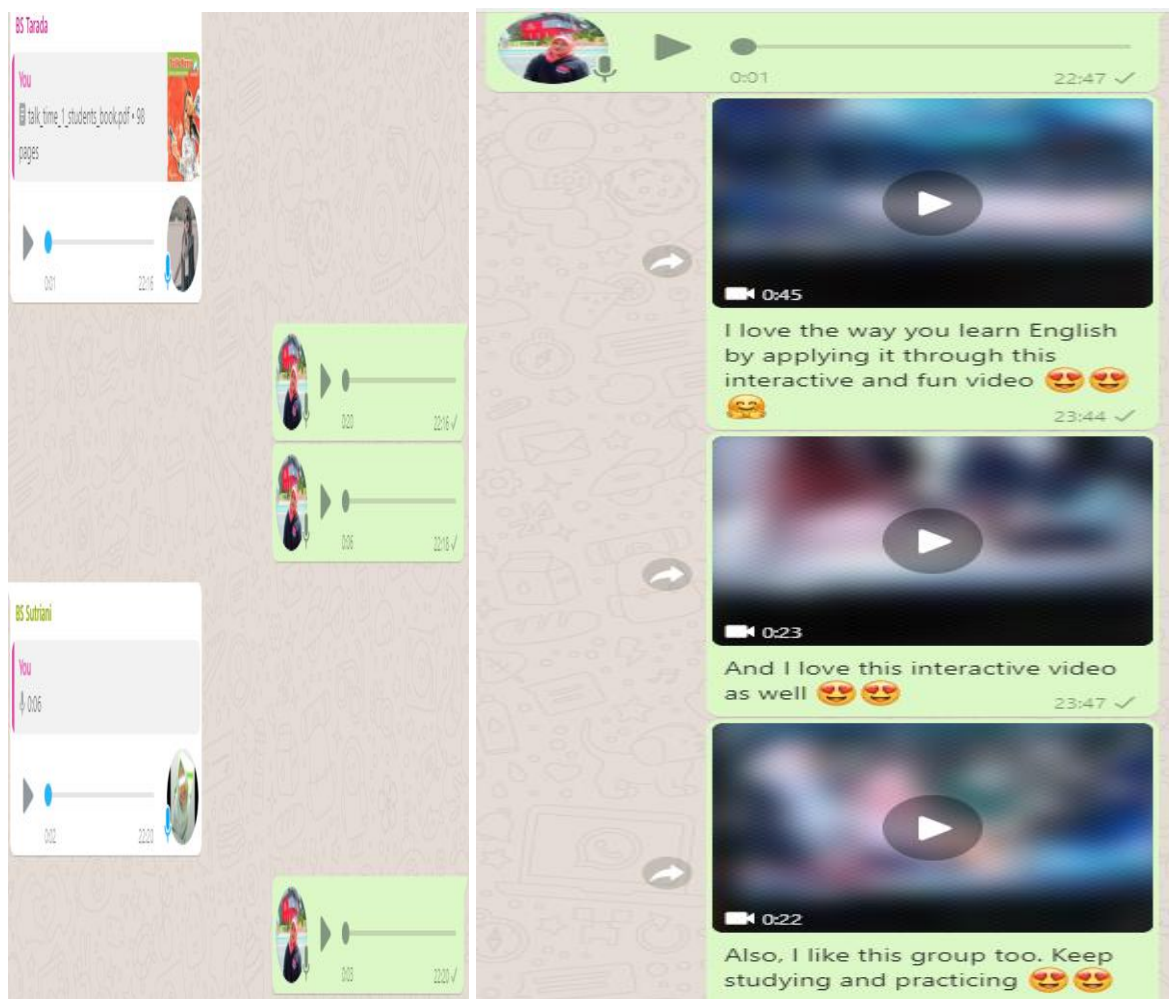 BS Tarada
You
talk_time_1_students_book.pdf • 98
pages
0:01 22:16
0:20 22:16
0:06 22:18
BS Sutriani
You
0:06
0:02 22:20
0:03 22:20
0:01 22:47
0:45
I love the way you learn English
by applying it through this
interactive and fun video 😍😍
🤗
23:44
0:23
And I love this interactive video
as well 😍😍
23:47
0:22
Also, I like this group too. Keep
studying and practicing 😍😍